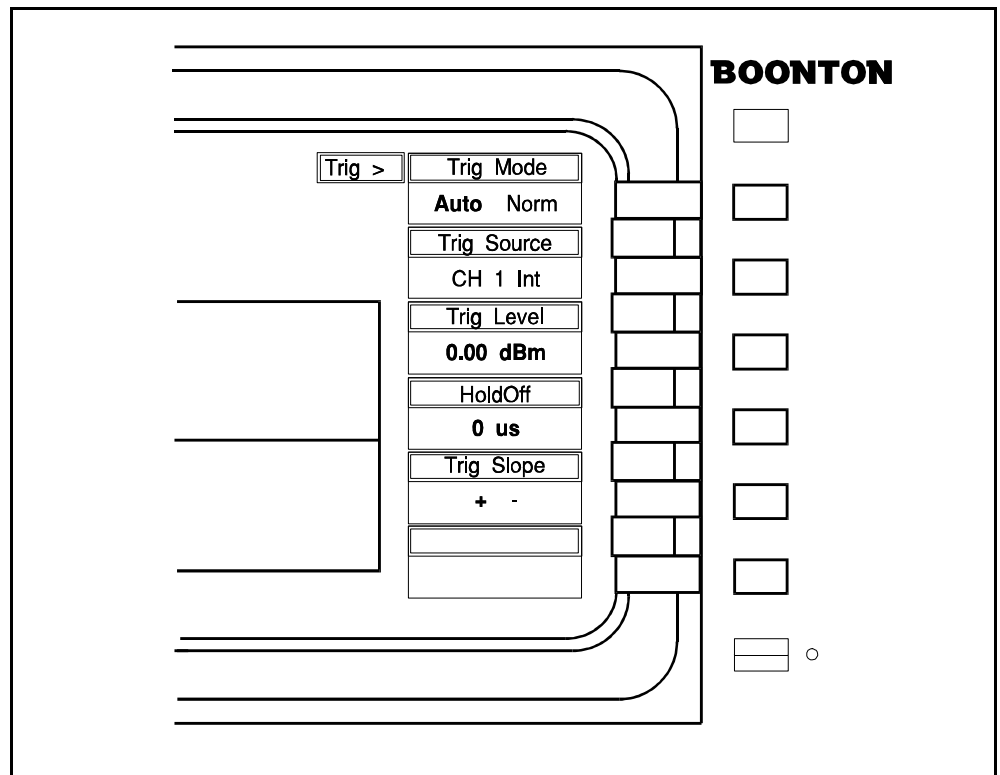 BOONTON
Trig >
Trig Mode
Auto Norm
Trig Source
CH 1 Int
Trig Level
0.00 dBm
HoldOff
0 us
Trig Slope
+ -